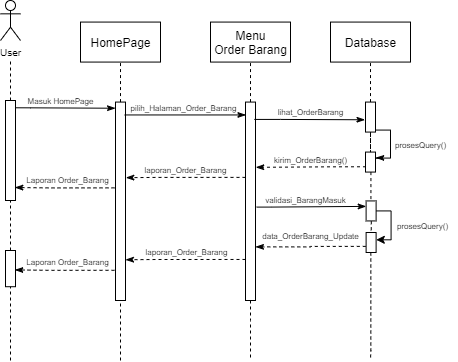 User
HomePage
Menu
Order Barang
Database
Masuk HomePage
pilih_Halaman_Order_Barang
lihat_OrderBarang
prosesQuery()
kirim_OrderBarang()
laporan_Order_Barang
Laporan Order_Barang
validasi_BarangMasuk
prosesQuery()
data_OrderBarang_Update
laporan_Order_Barang
Laporan Order_Barang